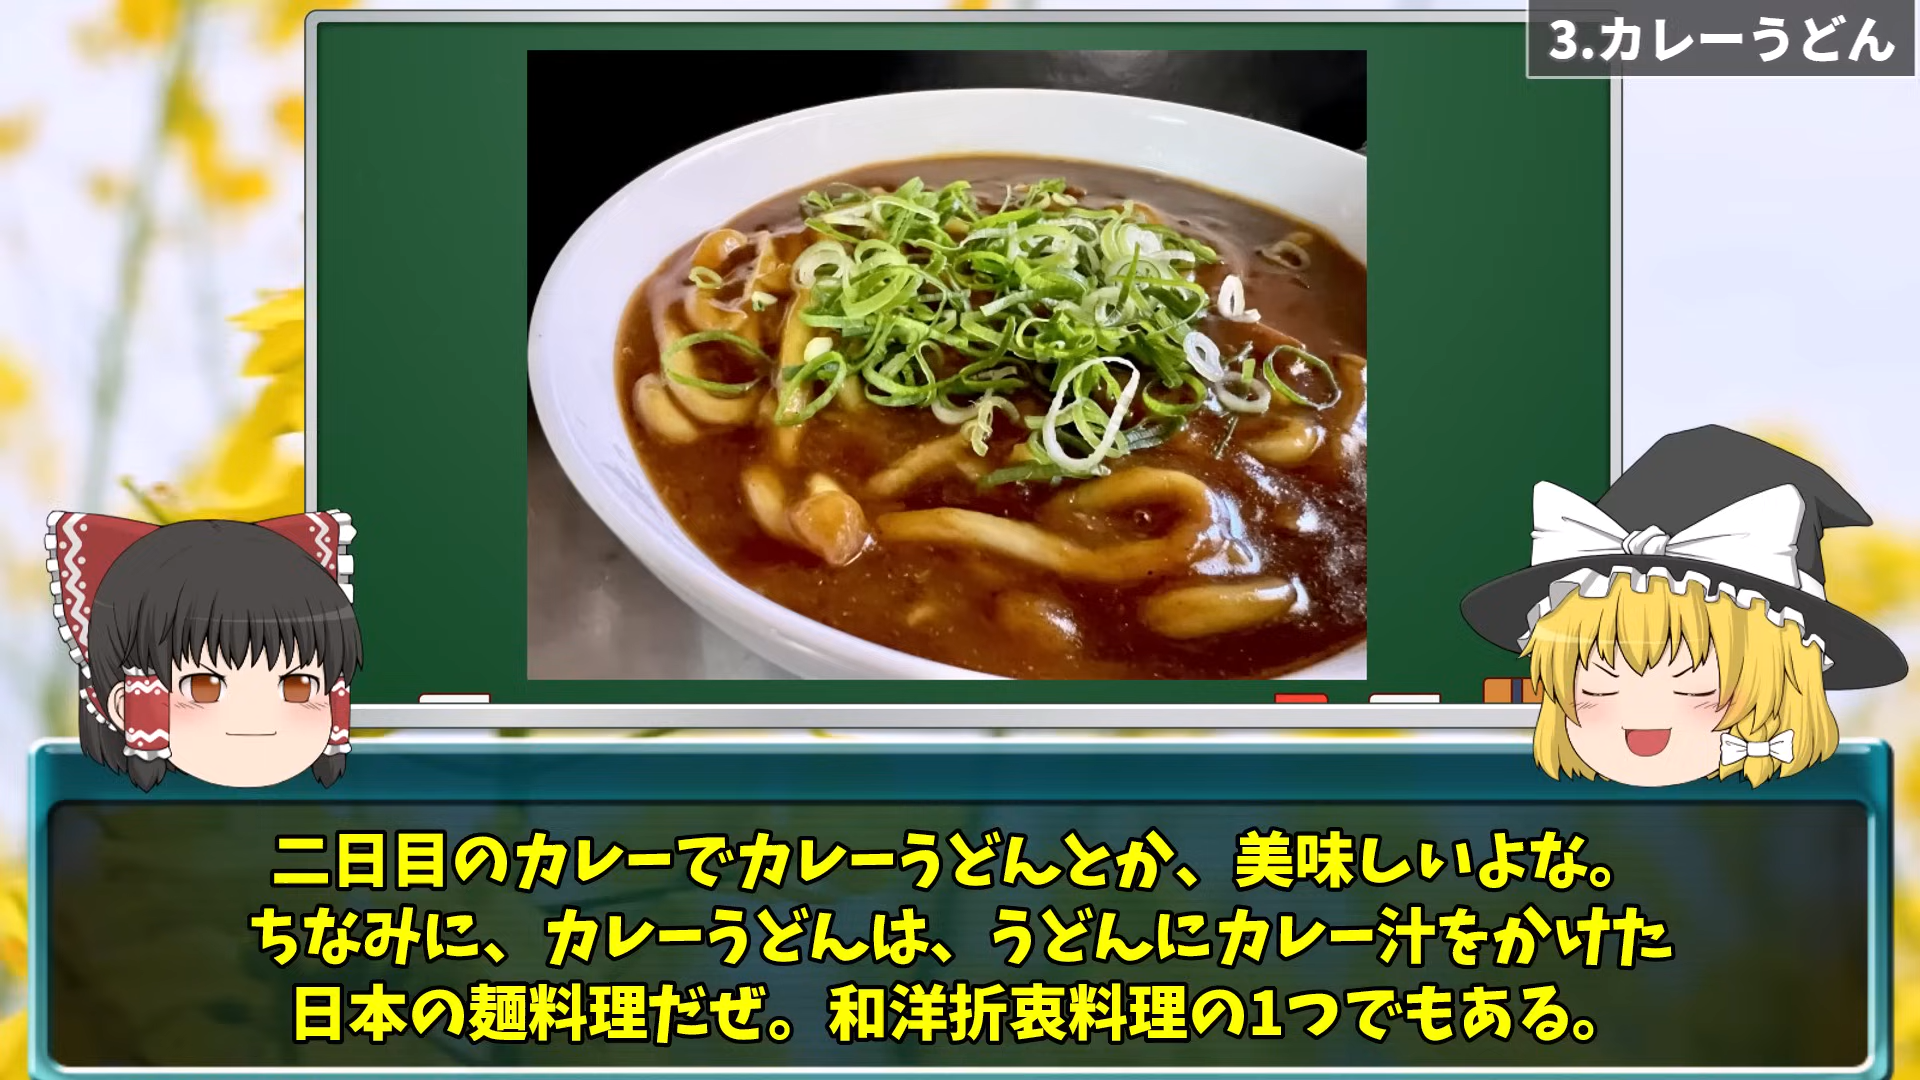 3.カレーうどん
二日目のカレーでカレーうどんとか、美味しいよな。
ちなみに、カレーうどんは、うどんにカレー汁をかけた
日本の麺料理だぜ。和洋折衷料理の1つでもある。